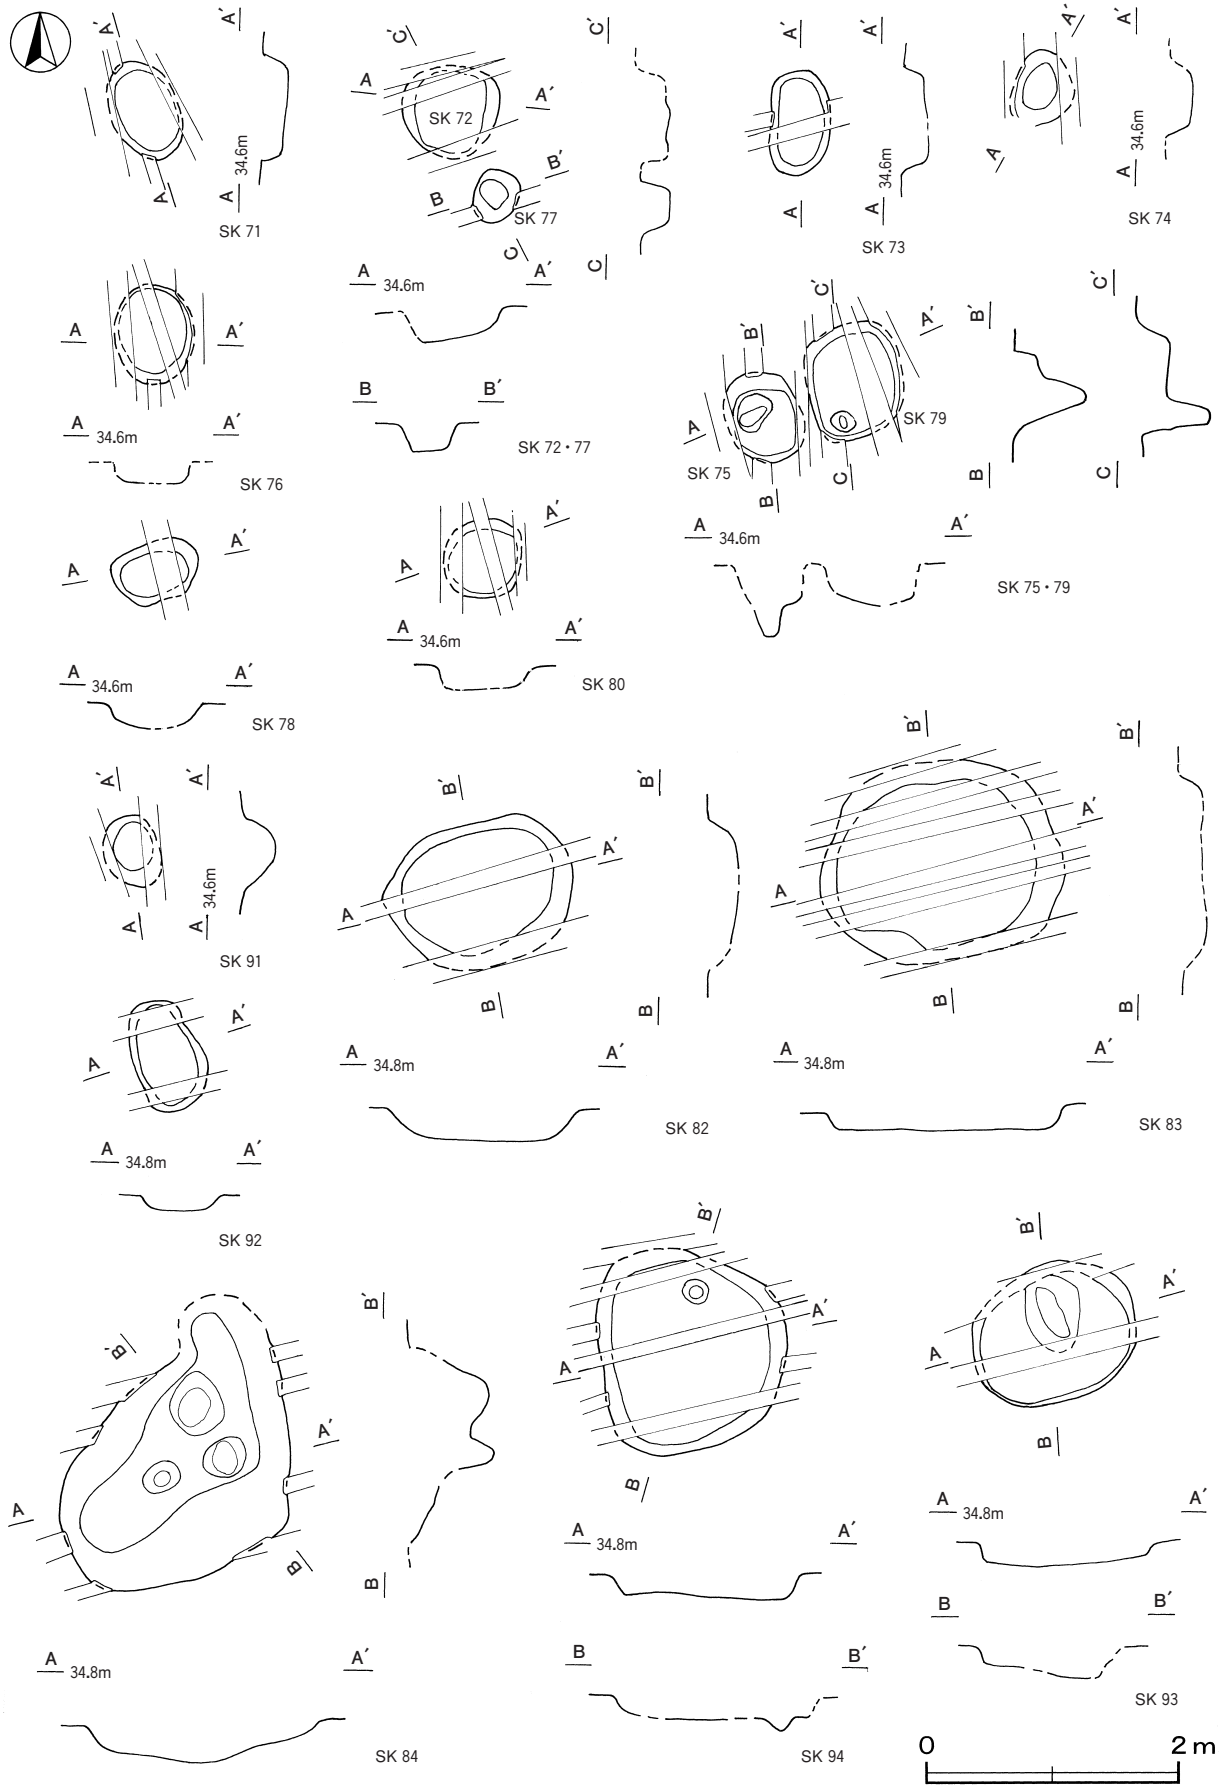 A A′ A A′ 34.6m SK 71
C C′ A A′ SK 72 B B′ SK 77 C C′
A 34.6m A′
B B′ SK 72・77
A A′ A A′ 34.6m SK 73
A A′ A A′ 34.6m SK 74
A A′
A 34.6m A′ SK 76
B B′ C C′ A A′ SK 75 SK 79 B B′ C C′
A 34.6m A′ SK 75・79
A A′
A 34.6m A′ SK 78
A A′
A 34.6m A′ SK 80
A A′ A A′ 34.6m SK 91
B B′ A A′ B B′
A 34.8m A′ SK 82
B B′ A A′ B B′
A 34.8m A′ SK 83
A A′
A 34.8m A′ SK 92
B B′ A A′ B B′
A 34.8m A′ SK 84
B B′ A A′
A 34.8m A′
B B′ SK 94
B B′ A A′
A 34.8m A′
B B′ SK 93
0 2 m